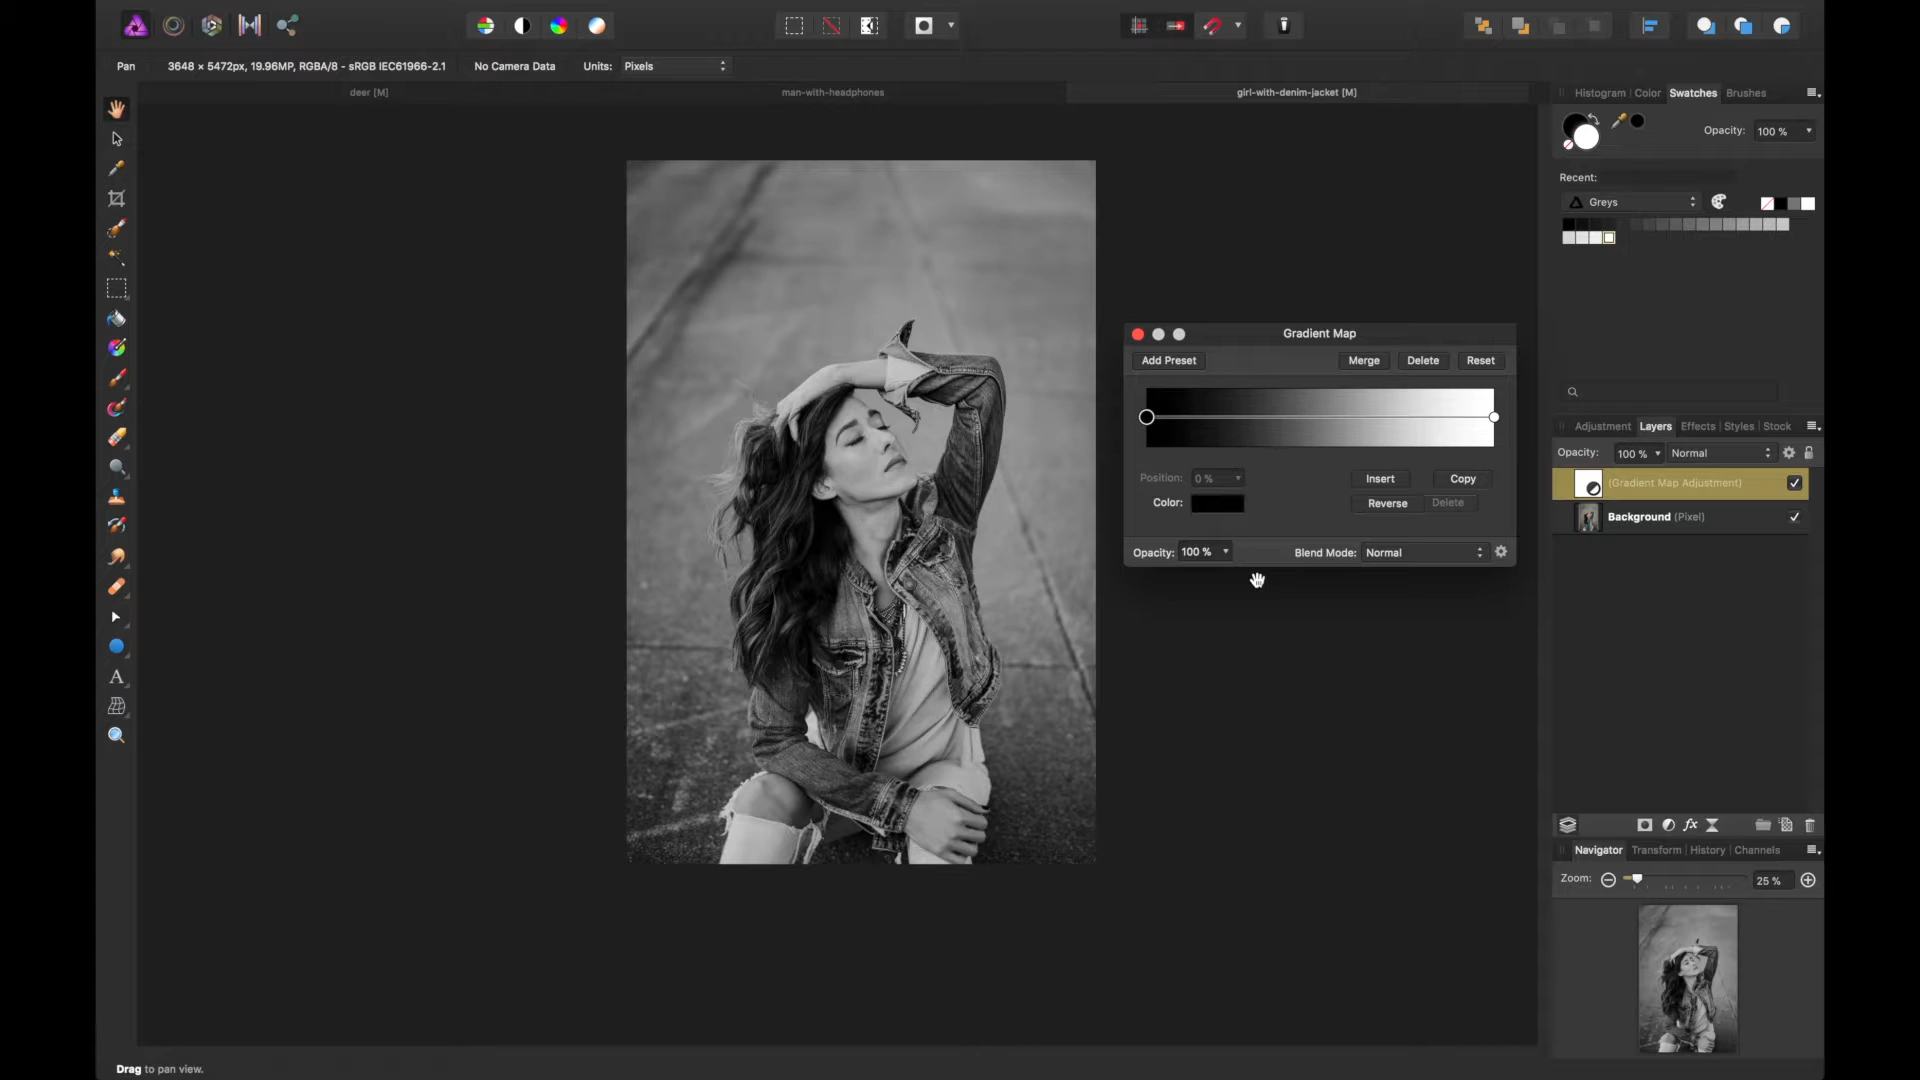 Pan
3648 × 5472px, 19.96MP, RGBA/8 - sRGB IEC61966-2.1
No Camera Data
Units: Pixels
deer [M]
man-with-headphones
girl-with-denim-jacket [M]
Histogram Color Swatches Brushes
Opacity: 100 %
Recent:
Greys
Gradient Map
Add Preset
Merge
Delete
Reset
Position: 0 %
Insert
Copy
Color:
Reverse
Delete
Opacity: 100 %
Blend Mode: Normal
Adjustment Layers Effects Styles Stock
Opacity: 100 % Normal
(Gradient Map Adjustment)
Background (Pixel)
fx
Navigator Transform History Channels
Zoom: 25 %
A
Drag to pan view.